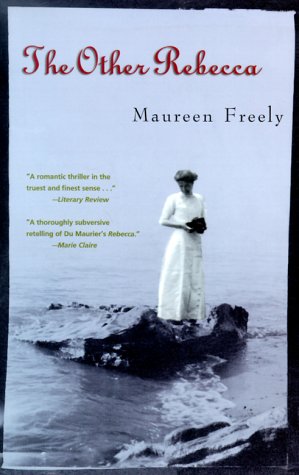 The Other Rebecca
Maureen Freely
"A romantic thriller in the
truest and finest sense . . ."
—Literary Review
"A thoroughly subversive
retelling of Du Maurier's Rebecca."
—Marie Claire